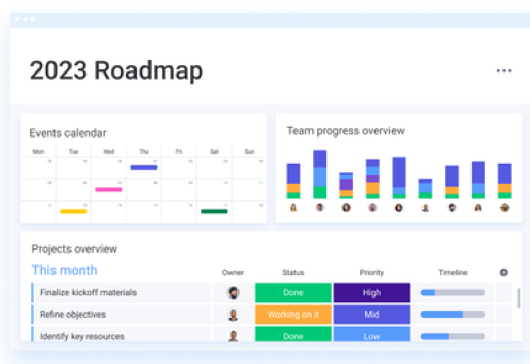 2023 Roadmap
Events calendar
Mon Tue Wed Thu Fri Sat Sun
Team progress overview
Projects overview
This month
Owner Status Priority Timeline
Finalize kickoff materials Done High
Refine objectives Working on it Mid
Identify key resources Done Low